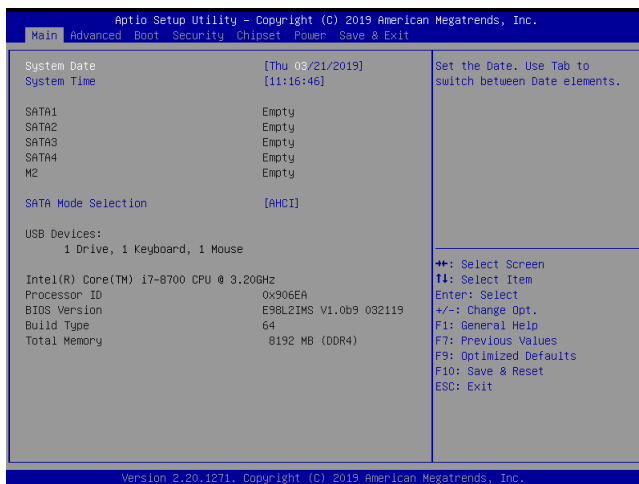 Aptio Setup Utility – Copyright (C) 2019 American Megatrends, Inc.
Main Advanced Boot Security Chipset Power Save & Exit
System Date [Thu 03/21/2019] Set the Date. Use Tab to
System Time [11:16:46] switch between Date elements.
SATA1 Empty
SATA2 Empty
SATA3 Empty
SATA4 Empty
M2 Empty
SATA Mode Selection [AHCI]
USB Devices:
1 Drive, 1 Keyboard, 1 Mouse
→←: Select Screen
Intel(R) Core(TM) i7-8700 CPU @ 3.20GHz ↑↓: Select Item
Processor ID 0x906EA Enter: Select
BIOS Version E98L2IMS V1.0b9 032119 +/-: Change Opt.
Build Type 64 F1: General Help
Total Memory 8192 MB (DDR4) F7: Previous Values
F9: Optimized Defaults
F10: Save & Reset
ESC: Exit
Version 2.20.1271. Copyright (C) 2019 American Megatrends, Inc.